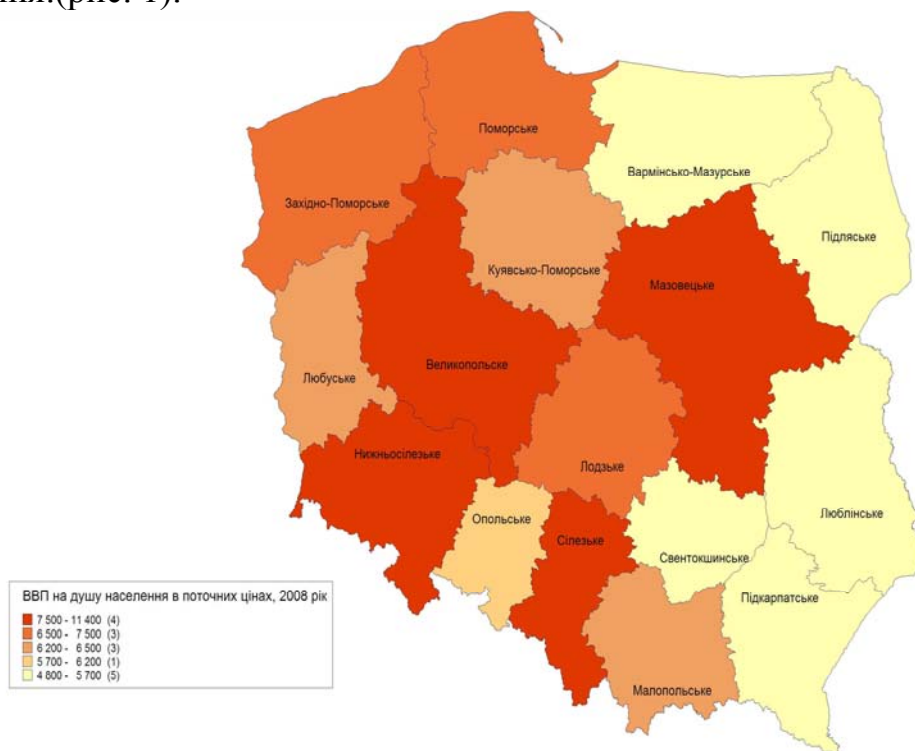 ння.(рис. 1).
Поморське
Вармінсько-Мазурське
Західно-Поморське
Підляське
Куявсько-Поморське
Мазовецьке
Великопольске
Любуське
Нижньосілезьке
Лодзьке
Опольське
Сілезьке
Люблінське
Свентокшинське
Підкарпатське
Малопольське
ВВП на душу населення в поточних цінах, 2008 рік
7 500 - 11 400 (4)
6 500 - 7 500 (3)
6 200 - 6 500 (3)
5 700 - 6 200 (1)
4 800 - 5 700 (5)